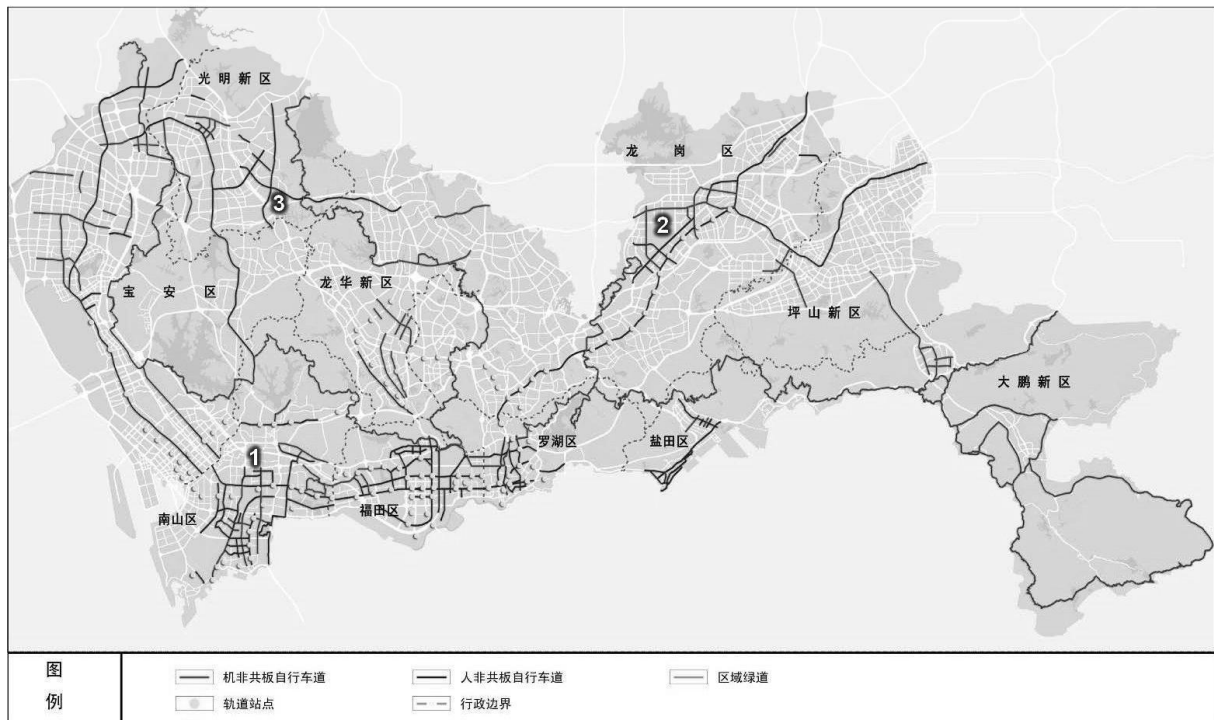 光明新区
龙岗区
3
2
宝安区
龙华新区
坪山新区
大鹏新区
罗湖区
盐田区
1
南山区
福田区
图例
机非共板自行车道
人非共板自行车道
区域绿道
轨道站点
行政边界